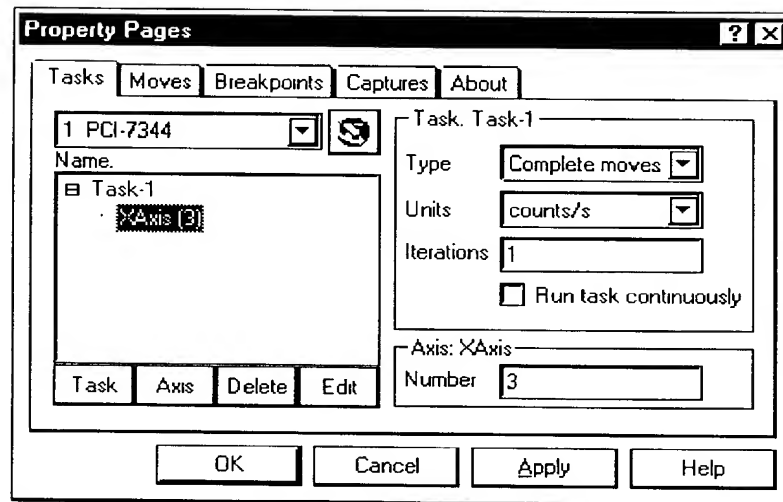 Property Pages
Tasks Moves Breakpoints Captures About
1 PCI-7344
Name.
Task-1
XAxis (3)
Task Axis Delete Edit
Task. Task-1
Type Complete moves
Units counts/s
Iterations 1
Run task continuously
Axis: XAxis
Number 3
OK Cancel Apply Help